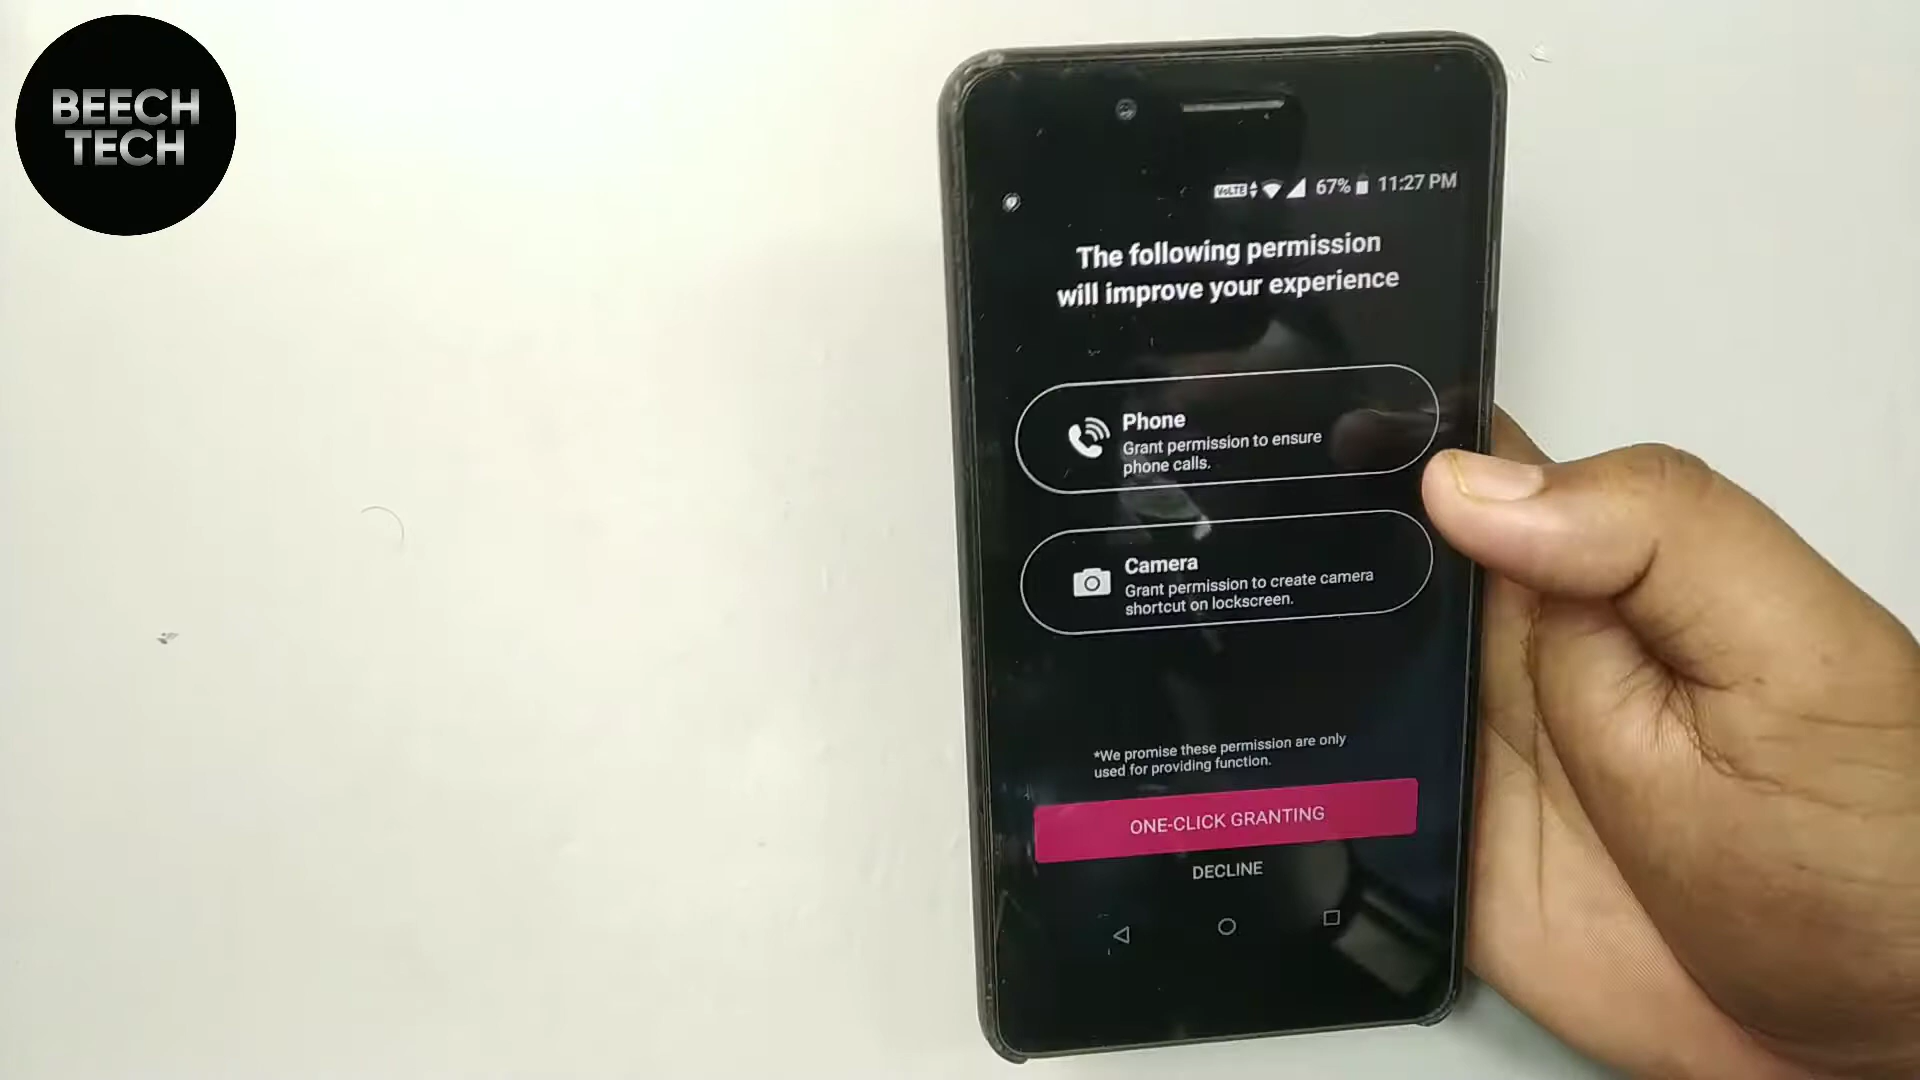 BEECH
TECH
VoLTE 67% 11:27 PM
The following permission
will improve your experience
Phone
Grant permission to ensure
phone calls.
Camera
Grant permission to create camera
shortcut on lockscreen.
*We promise these permission are only
used for providing function.
ONE-CLICK GRANTING
DECLINE